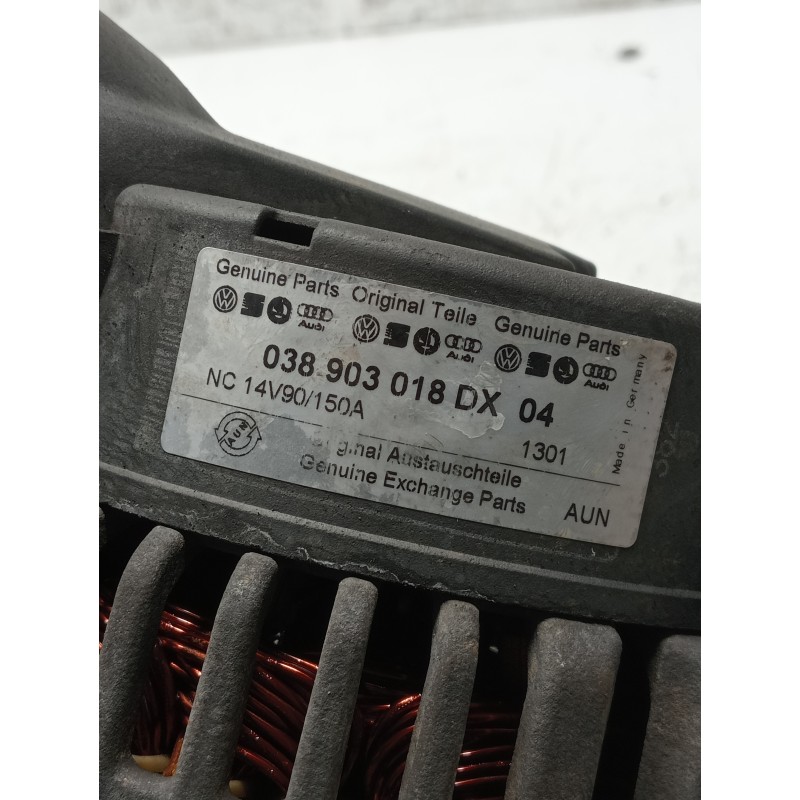 Genuine Parts Original Teile Genuine Parts
Audi Audi Audi
038 903 018 DX 04
NC 14V90/150A
1301
Made in Germany
AUN
Austauschteile
Genuine Exchange Parts
AUN